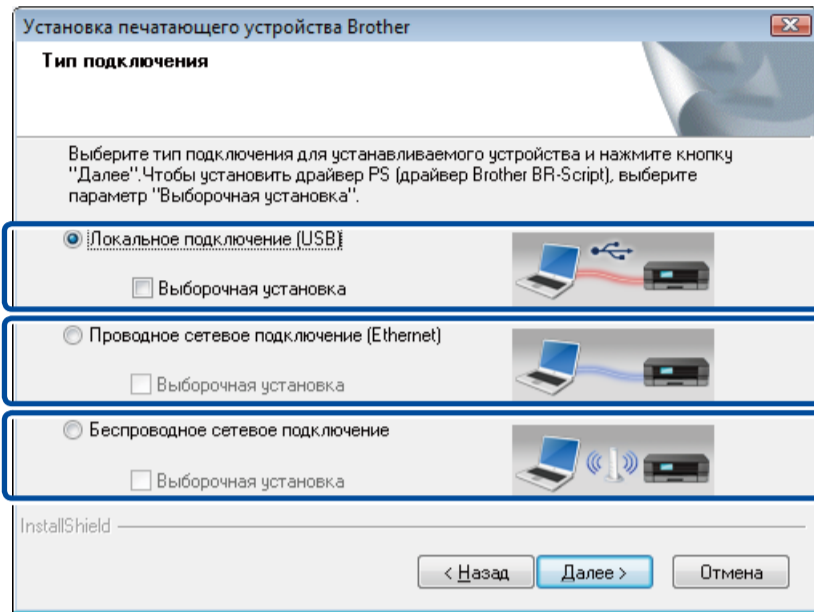 Установка печатающего устройства Brother
Тип подключения
Выберите тип подключения для устанавливаемого устройства и нажмите кнопку
"Далее".Чтобы установить драйвер PS (драйвер Brother BR-Script), выберите
параметр "Выборочная установка".
Локальное подключение (USB)
Выборочная установка
Проводное сетевое подключение (Ethernet)
Выборочная установка
Беспроводное сетевое подключение
Выборочная установка
InstallShield
< Назад Далее > Отмена